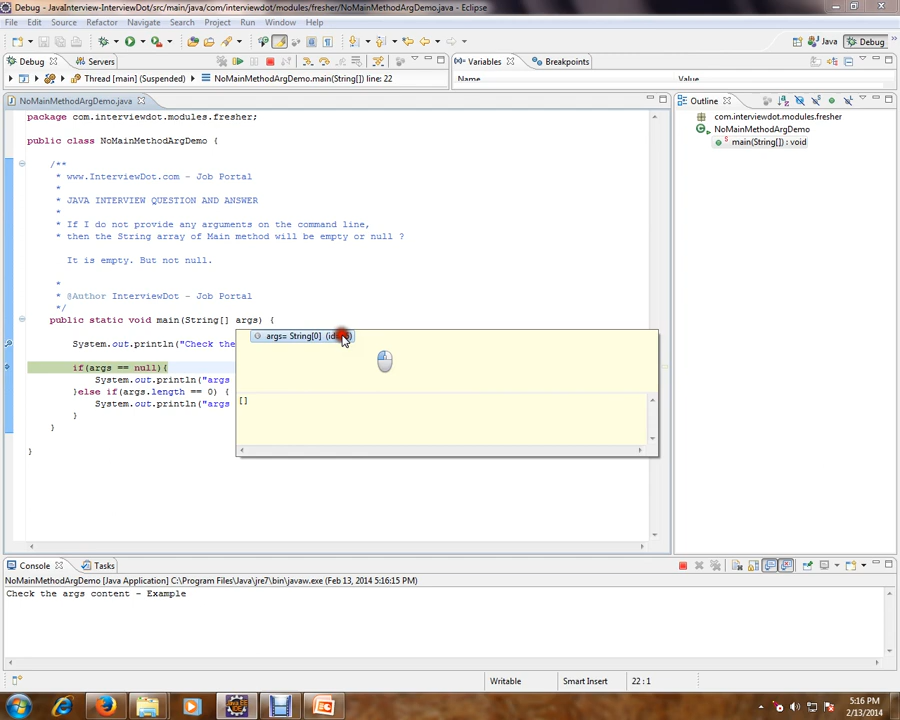 Debug - JavaInterview-InterviewDot/src/main/java/com/interviewdot/modules/fresher/NoMainMethodArgDemo.java - Eclipse
File Edit Source Refactor Navigate Search Project Run Window Help
Java Debug
Debug Servers
Variables Breakpoints
Thread [main] (Suspended) NoMainMethodArgDemo.main(String[]) line: 22
Name Value
NoMainMethodArgDemo.java
Outline
package com.interviewdot.modules.fresher;
com.interviewdot.modules.fresher
NoMainMethodArgDemo
main(String[]) : void
public class NoMainMethodArgDemo {
/**
* www.InterviewDot.com - Job Portal
*
* JAVA INTERVIEW QUESTION AND ANSWER
*
* If I do not provide any arguments on the command line,
* then the String array of Main method will be empty or null ?
It is empty. But not null.
*
* @Author InterviewDot - Job Portal
*/
public static void main(String[] args) {
System.out.println("Check the
args= String[0]
if(args == null){
System.out.println("args
}else if(args.length == 0) {
System.out.println("args
[]
}
}
}
Console Tasks
NoMainMethodArgDemo [Java Application] C:\Program Files\Java\jre7\bin\javaw.exe (Feb 13, 2014 5:16:15 PM)
Check the args content - Example
Writable Smart Insert 22 : 1
5:16 PM
2/13/2014